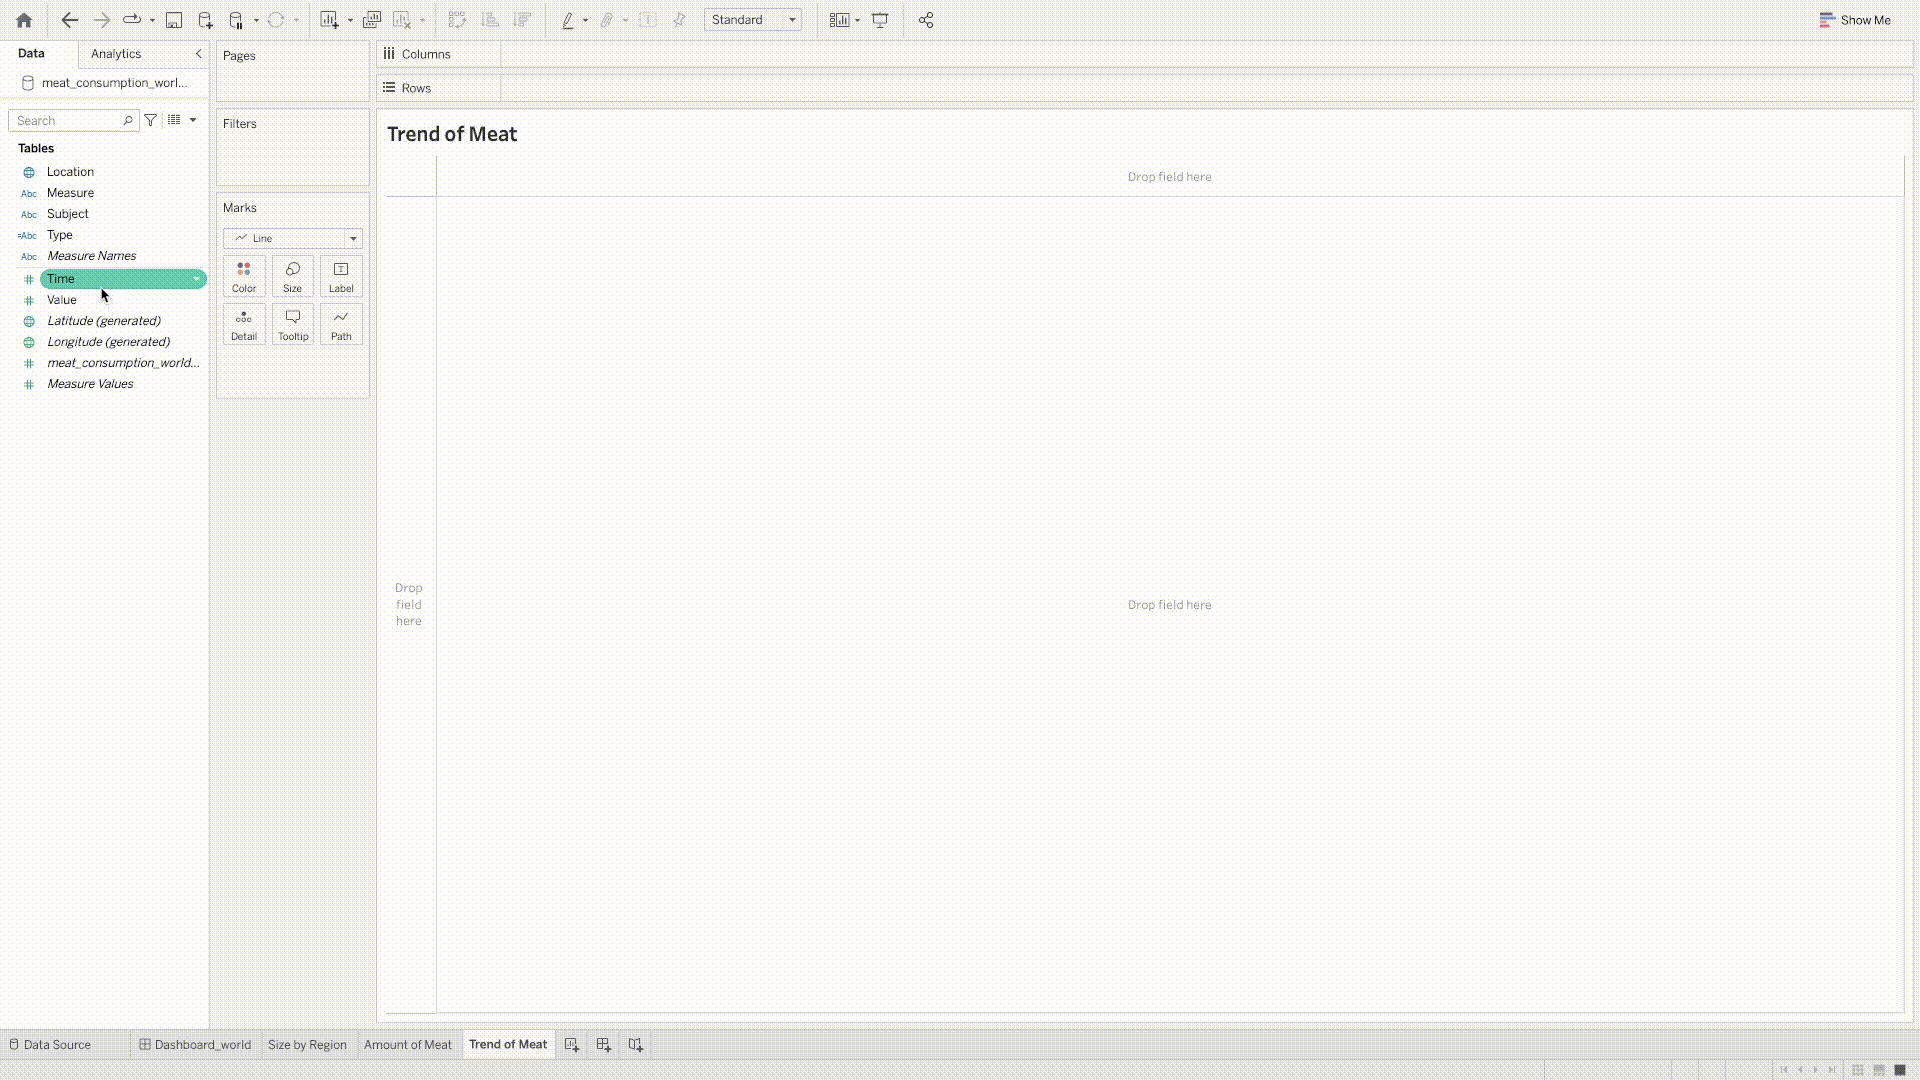 Standard
Show Me
Data
Analytics
meat_consumption_worl...
Search
Tables
Location
Abc
Measure
Abc
Subject
=Abc
Type
Abc
Measure Names
Time
Value
Latitude (generated)
Longitude (generated)
meat_consumption_world...
Measure Values
Pages
Filters
Marks
Line
Color
Size
Label
Detail
Tooltip
Path
Columns
Rows
Trend of Meat
Drop field here
Drop
field
here
Drop field here
Data Source
Dashboard_world
Size by Region
Amount of Meat
Trend of Meat